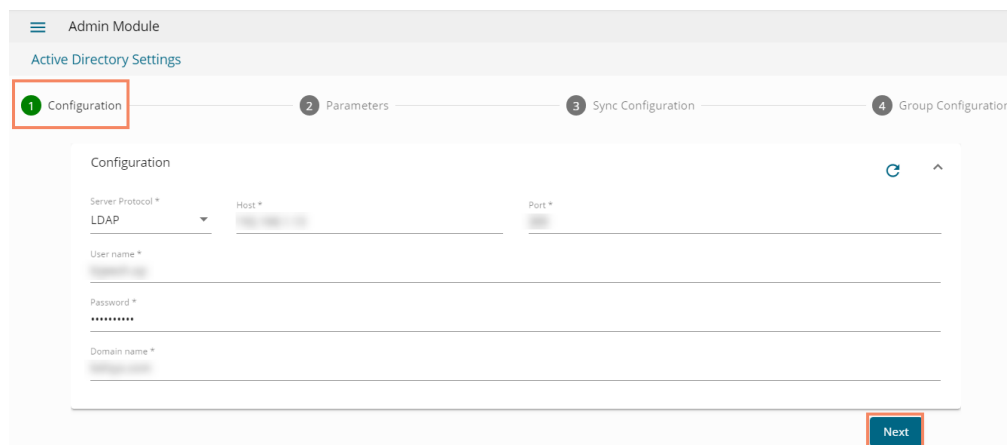 Admin Module
Active Directory Settings
1 Configuration 2 Parameters 3 Sync Configuration 4 Group Configuration
Configuration
Server Protocol * Host * Port *
LDAP
User name *
Password *
••••••••••
Domain name *
Next